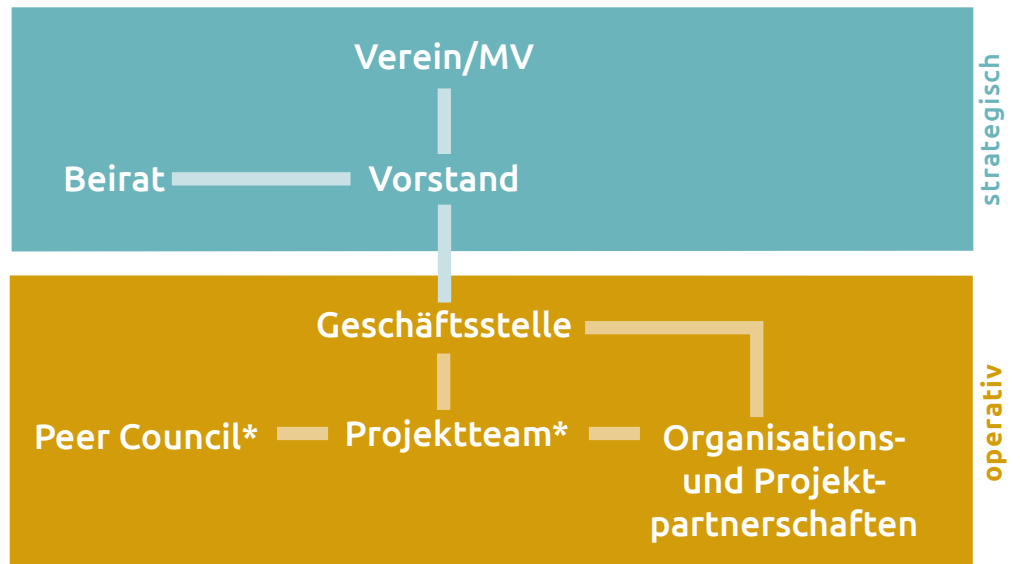 Verein/MV
Beirat
Vorstand
strategisch
Geschäftsstelle
Peer Council*
Projektteam*
Organisations-
und Projekt-
partnerschaften
operativ